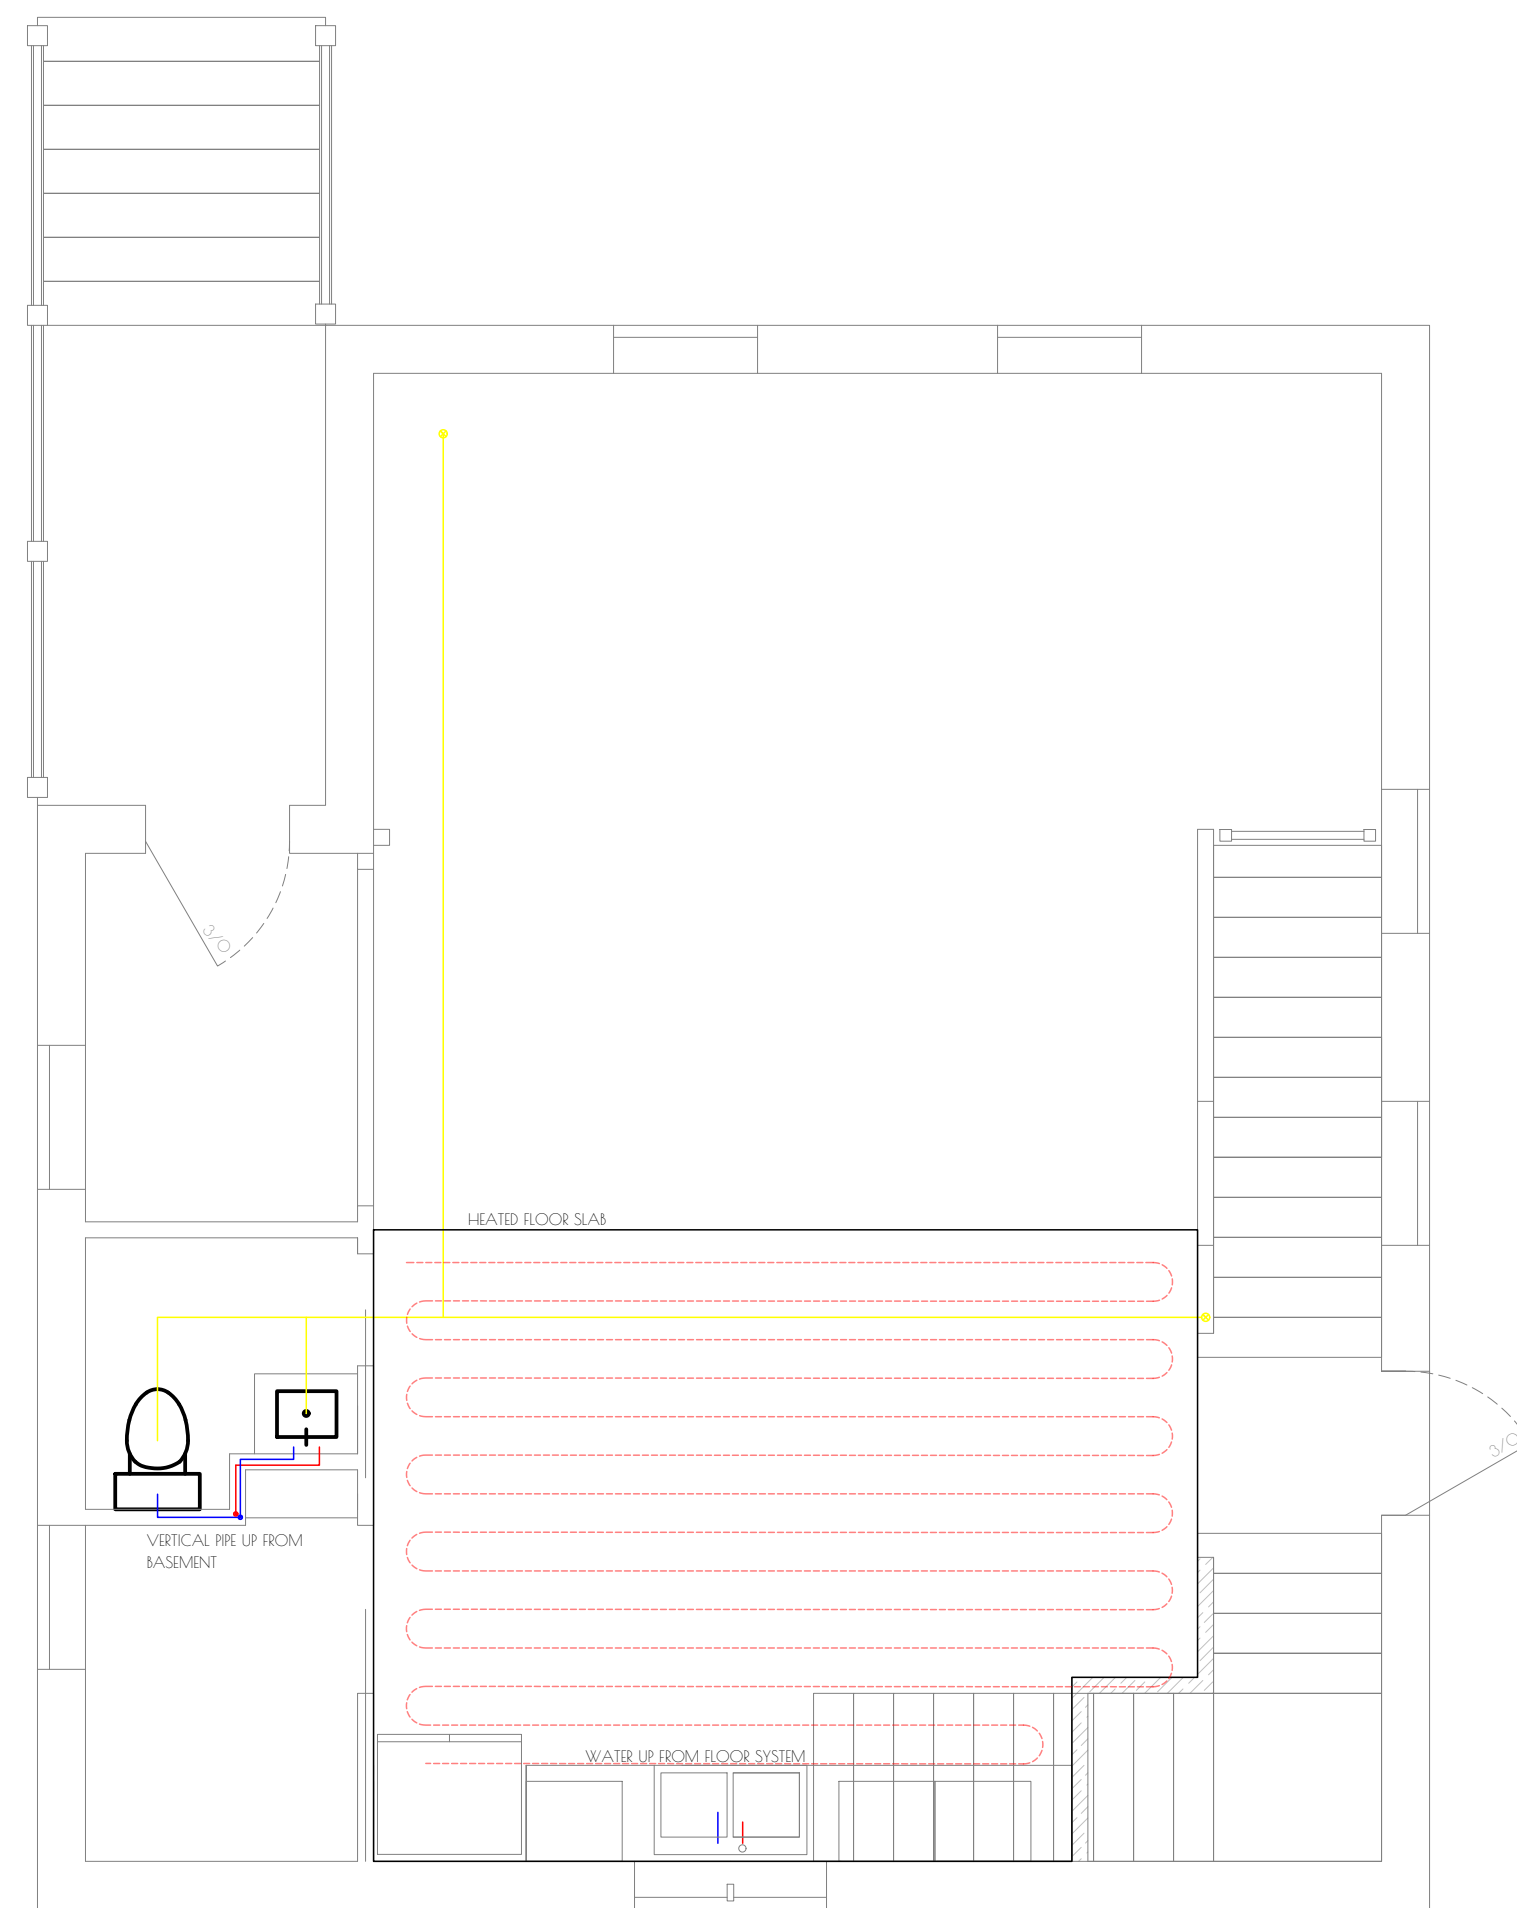 3/0
HEATED FLOOR SLAB
3/0
VERTICAL PIPE UP FROM
BASEMENT
WATER UP FROM FLOOR SYSTEM